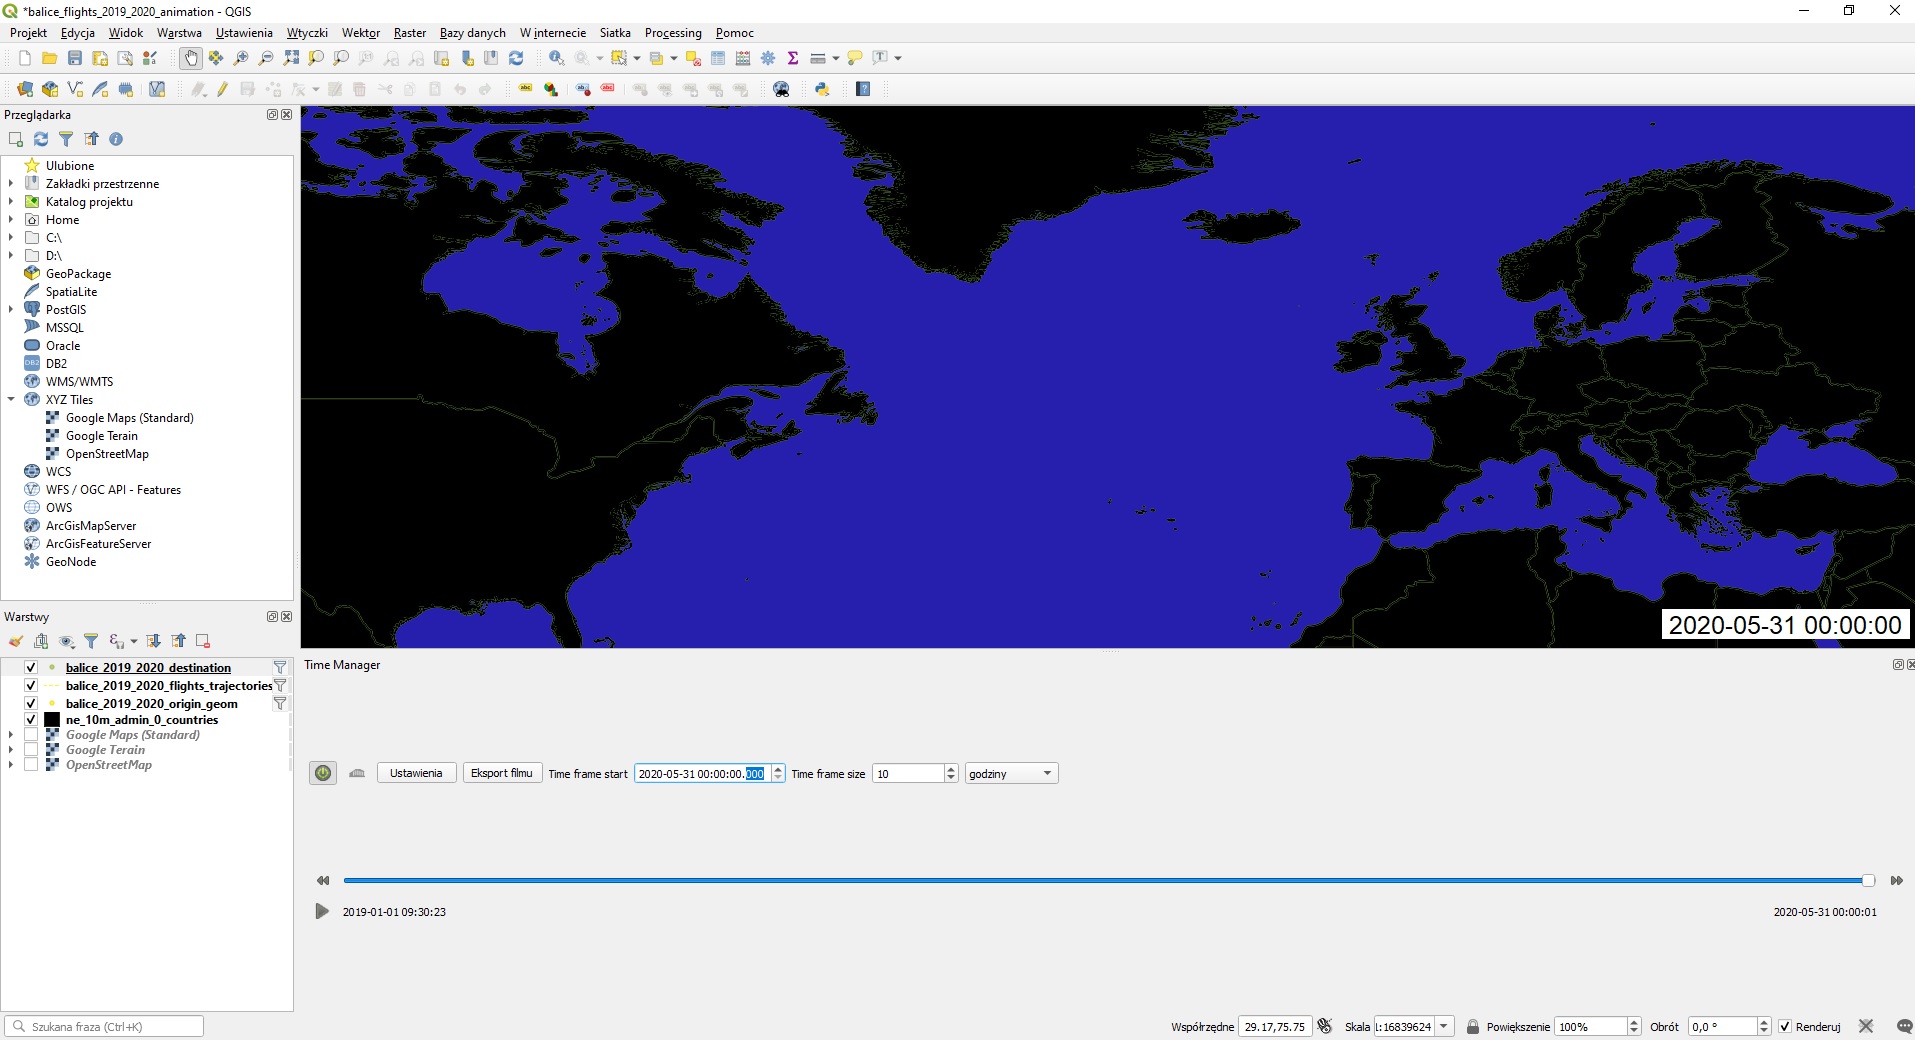 *balice_flights_2019_2020_animation - QGIS
Projekt Edycja Widok Warstwa Ustawienia Wtyczki Wektor Raster Bazy danych W internecie Siatka Processing Pomoc
Przeglądarka
Ulubione
Zakładki przestrzenne
Katalog projektu
Home
C:\
D:\
GeoPackage
SpatiaLite
PostGIS
MSSQL
Oracle
DB2
WMS/WMTS
XYZ Tiles
Google Maps (Standard)
Google Terain
OpenStreetMap
WCS
WFS / OGC API - Features
OWS
ArcGisMapServer
ArcGisFeatureServer
GeoNode
2020-05-31 00:00:00
Warstwy
balice_2019_2020_destination
balice_2019_2020_flights_trajectories
balice_2019_2020_origin_geom
ne_10m_admin_0_countries
Google Maps (Standard)
Google Terain
OpenStreetMap
Time Manager
Ustawienia Eksport filmu Time frame start 2020-05-31 00:00:00.000 Time frame size 10 godziny
2019-01-01 09:30:23 2020-05-31 00:00:01
Szukana fraza (Ctrl+K) Współrzędne 29.17,75.75 Skala 1:16839624 Powiększenie 100% Obrót 0,0 ° Renderuj